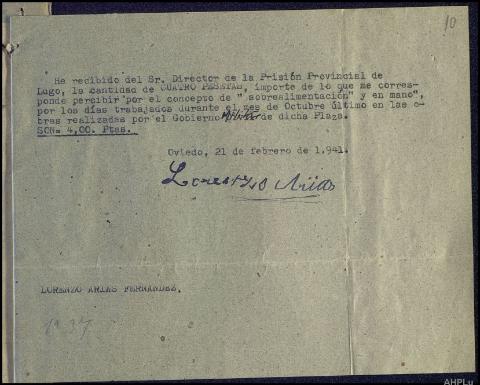 10
He recibido del Sr. Director de la Prisión Provincial de
Lugo, la cantidad de CUATRO PESETAS, importe de lo que me corres-
ponde percibir por el concepto de " sobrealimentación" y en mano",
por los días trabajados durante el mes de Octubre último en las o-
bras realizadas por el Gobierno Militar de dicha Plaza.
SON= 4,00. Ptas.
Oviedo, 21 de febrero de 1.941.
Lorenzo Arias
LORENZO ARIAS FERNANDEZ.
1937
AHPLu